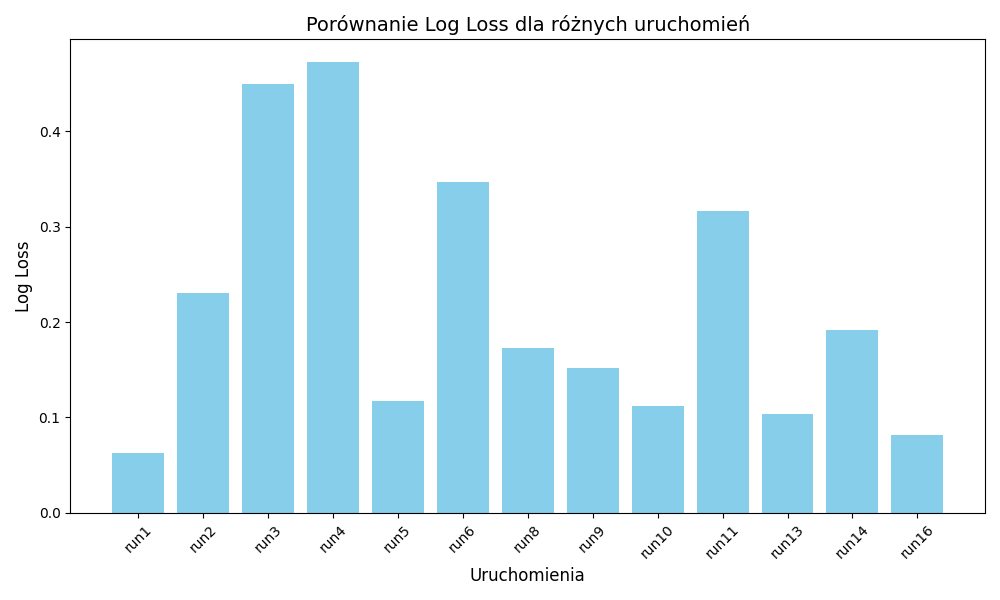 Porównanie Log Loss dla różnych uruchomień
Log Loss
0.4
0.3
0.2
0.1
0.0
run1
run2
run3
run4
run5
run6
run8
run9
run10
run11
run13
run14
run16
Uruchomienia